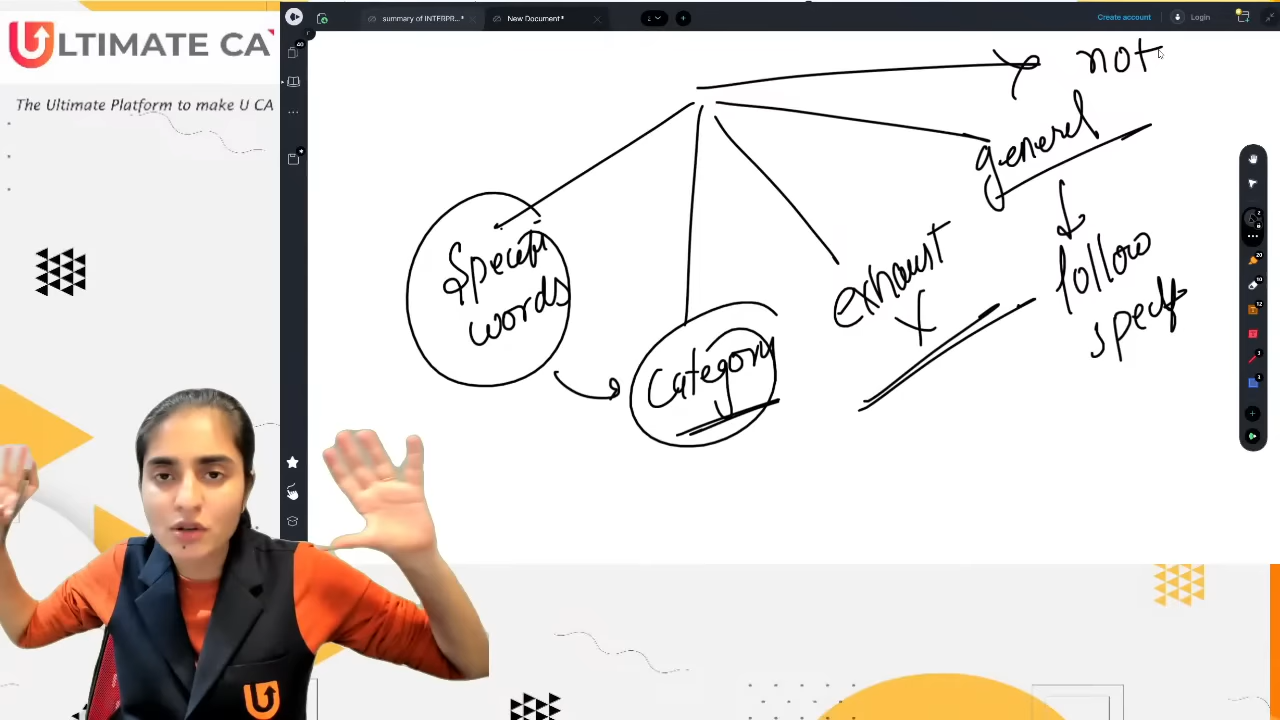 ULTIMATE CA
The Ultimate Platform to make U CA
summary of INTERPR...*
New Document*
1
Create account
Login
not
general
follow
specf
exhaust
X
Category
words